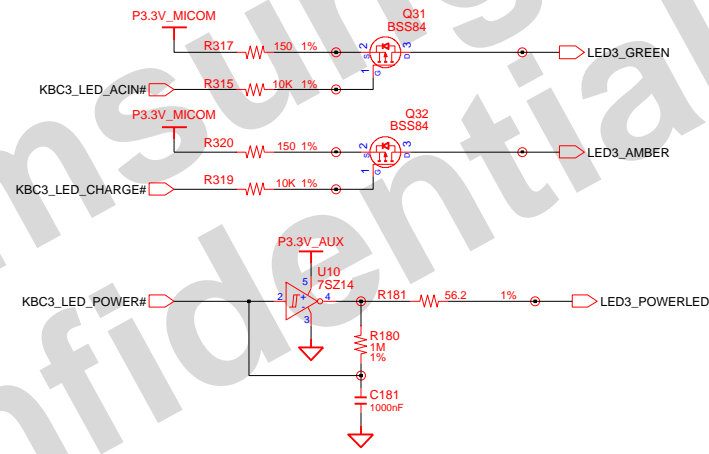 P3.3V_MICOM
Q31
BSS84
R317 150 1% 2 S D 3 LED3_GREEN
1 G
KBC3_LED_ACIN# R315 10K 1%
P3.3V_MICOM
Q32
BSS84
R320 150 1% 2 S D 3 LED3_AMBER
1 G
KBC3_LED_CHARGE# R319 10K 1%
P3.3V_AUX
U10
7SZ14
5
KBC3_LED_POWER# 2 + - 4 R181 56.2 1% LED3_POWERLED
3
R180
1M
1%
C181
1000nF
msung
nfidential